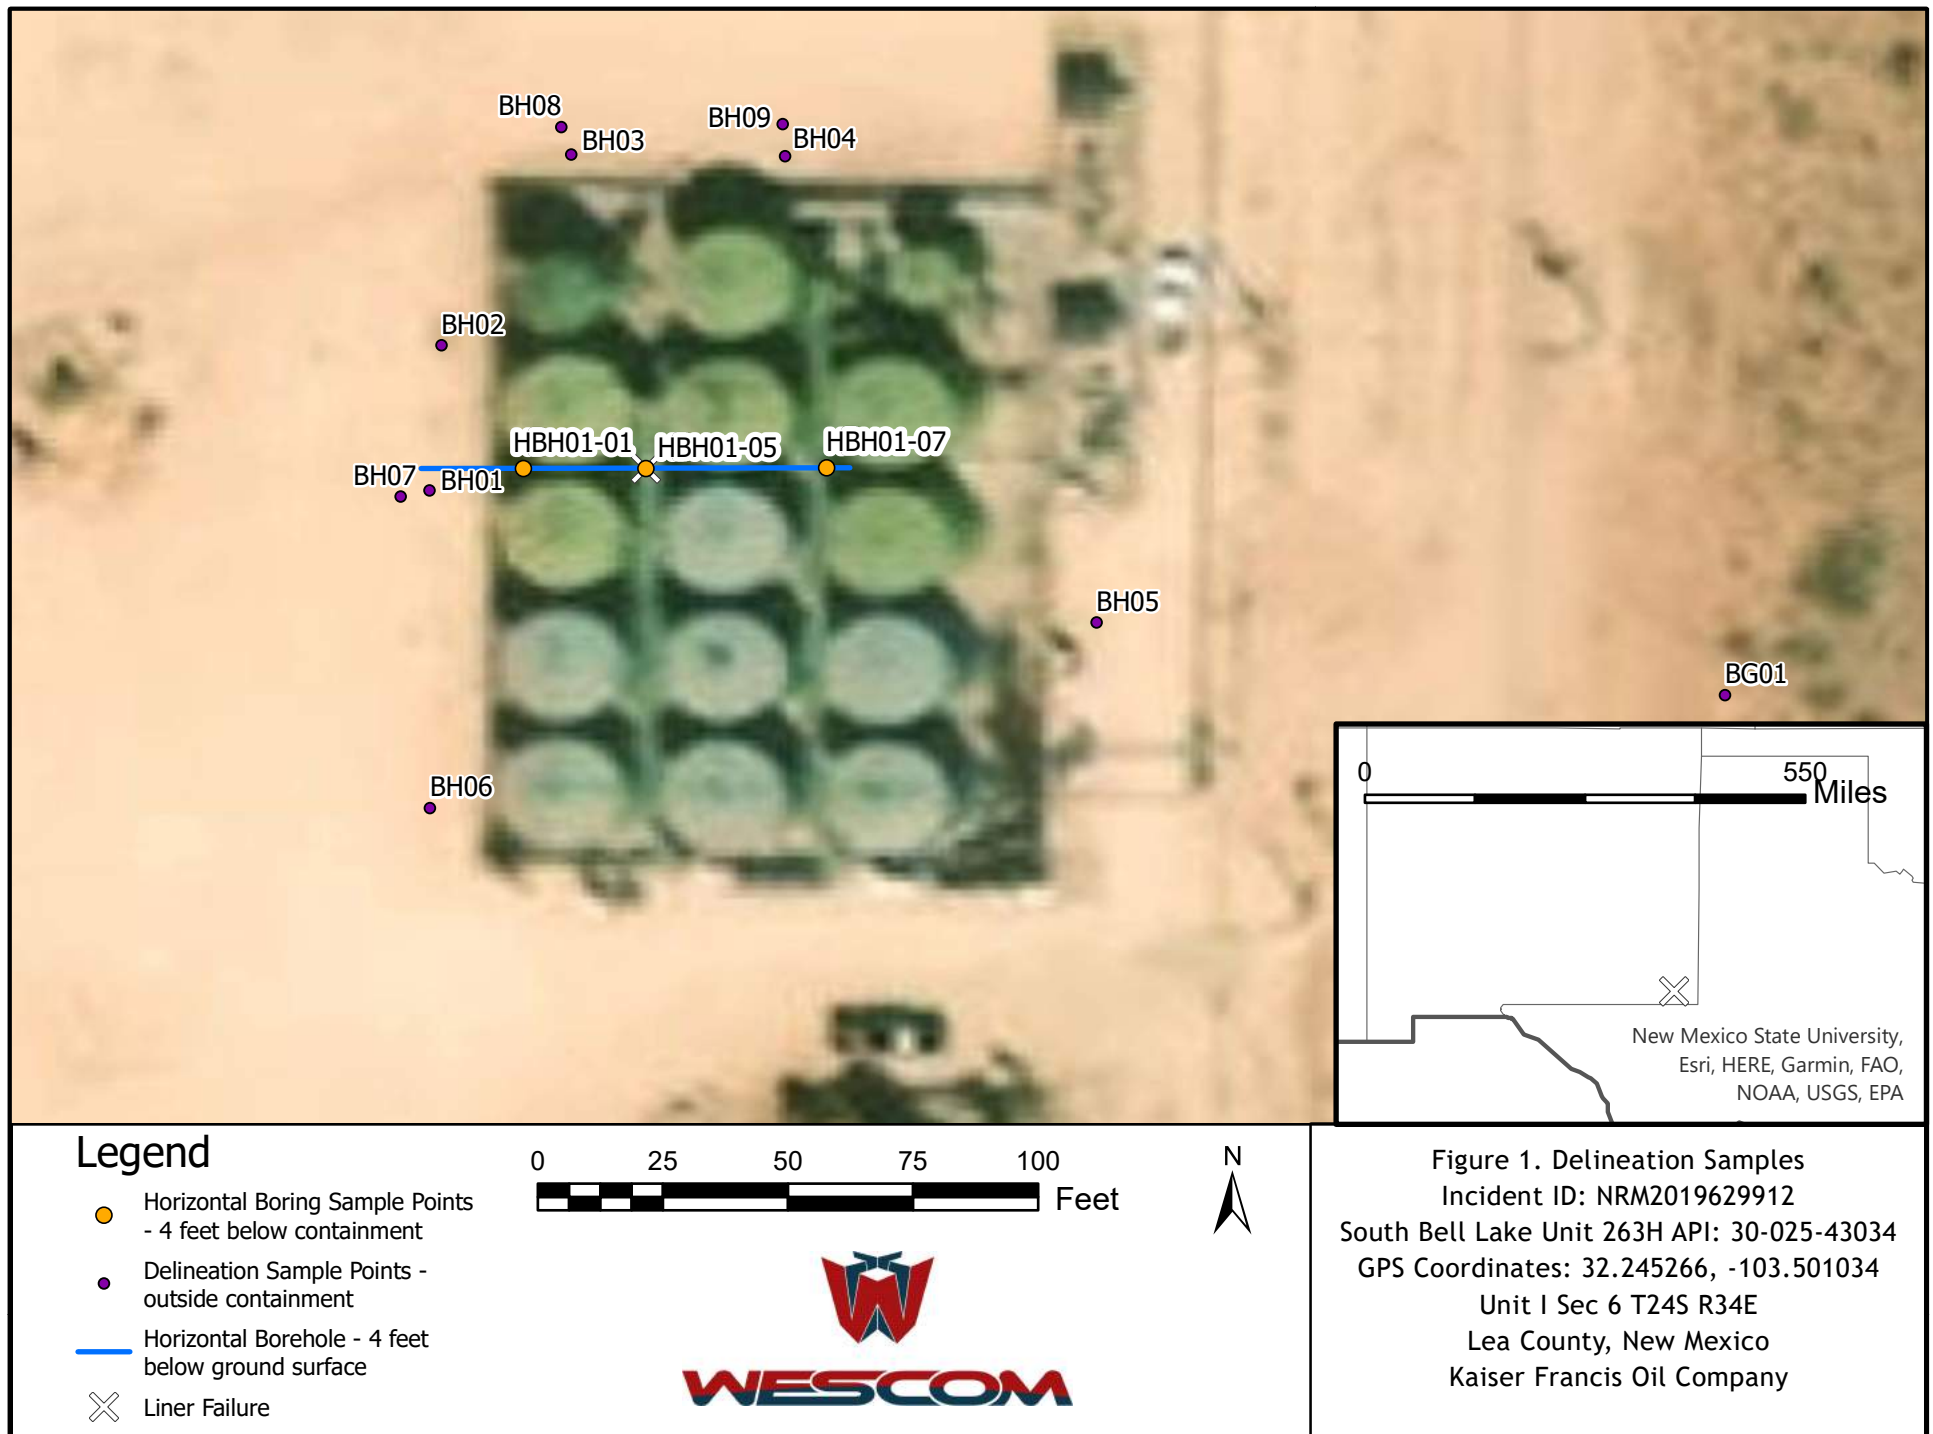 BH08
BH03
BH09
BH04
BH02
HBH01-01
HBH01-05
HBH01-07
BH07
BH01
BH05
BG01
BH06
0
550
Miles
New Mexico State University,
Esri, HERE, Garmin, FAO,
NOAA, USGS, EPA
Legend
Horizontal Boring Sample Points
- 4 feet below containment
Delineation Sample Points -
outside containment
Horizontal Borehole - 4 feet
below ground surface
Liner Failure
0 25 50 75 100
Feet
N
WESCOM
Figure 1. Delineation Samples
Incident ID: NRM2019629912
South Bell Lake Unit 263H API: 30-025-43034
GPS Coordinates: 32.245266, -103.501034
Unit I Sec 6 T24S R34E
Lea County, New Mexico
Kaiser Francis Oil Company